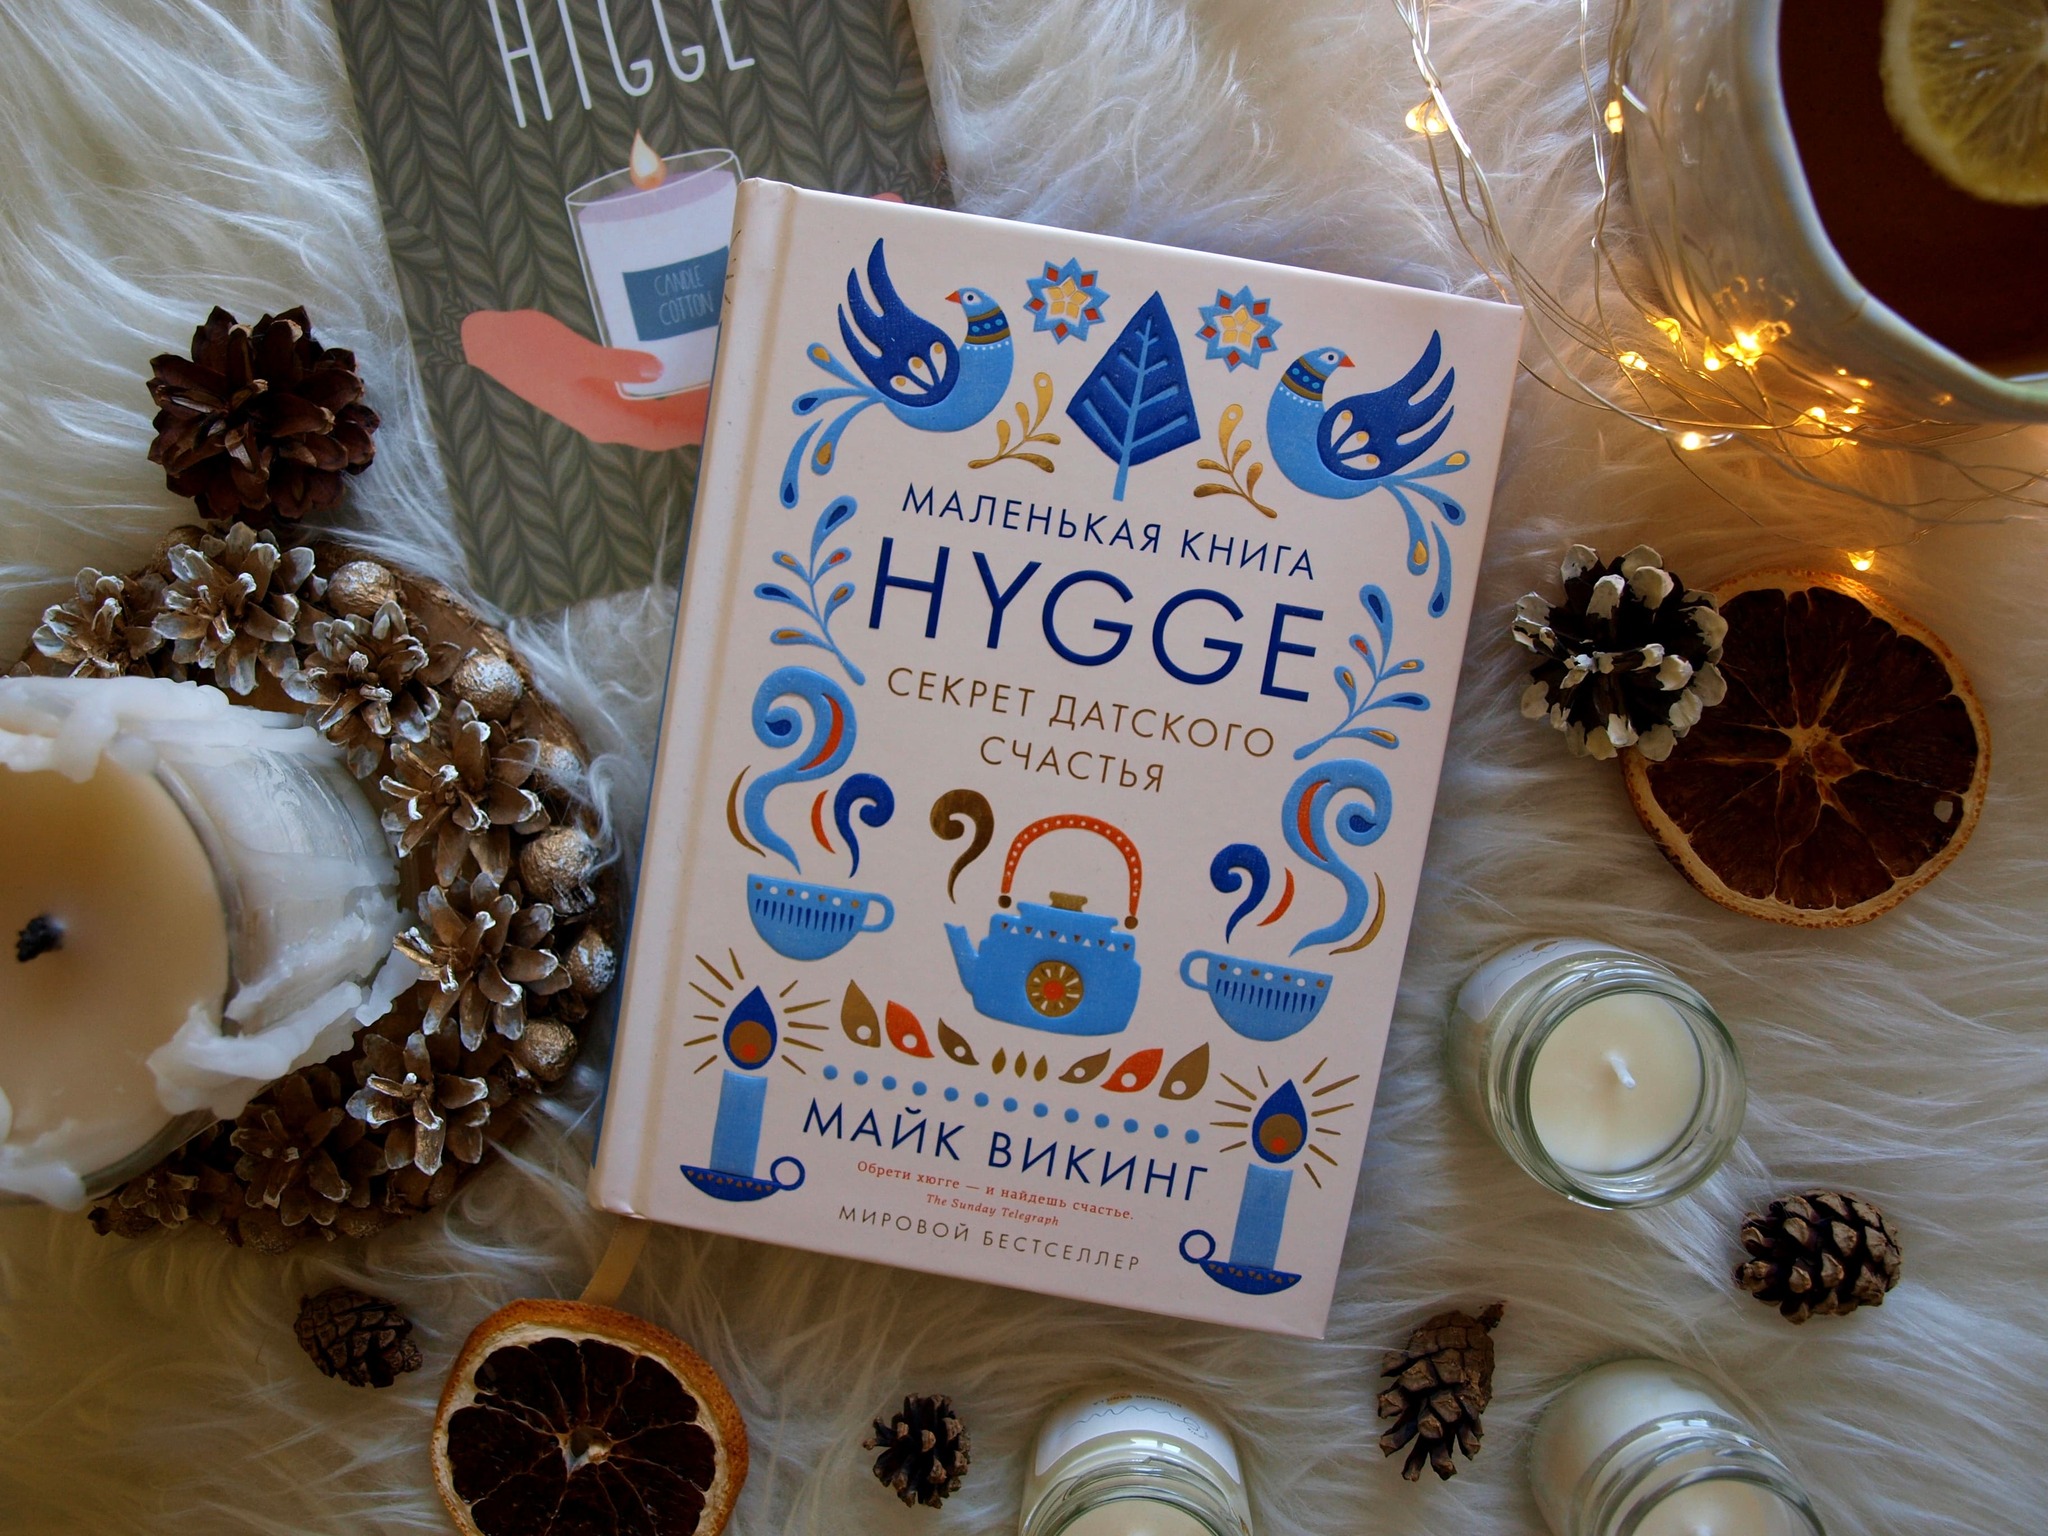 HYGGE
CANDLE
COTTON
МАЛЕНЬКАЯ КНИГА
HYGGE
СЕКРЕТ ДАТСКОГО
СЧАСТЬЯ
МАЙК ВИКИНГ
Обрети хюгге — и найдешь счастье.
The Sunday Telegraph
МИРОВОЙ БЕСТСЕЛЛЕР